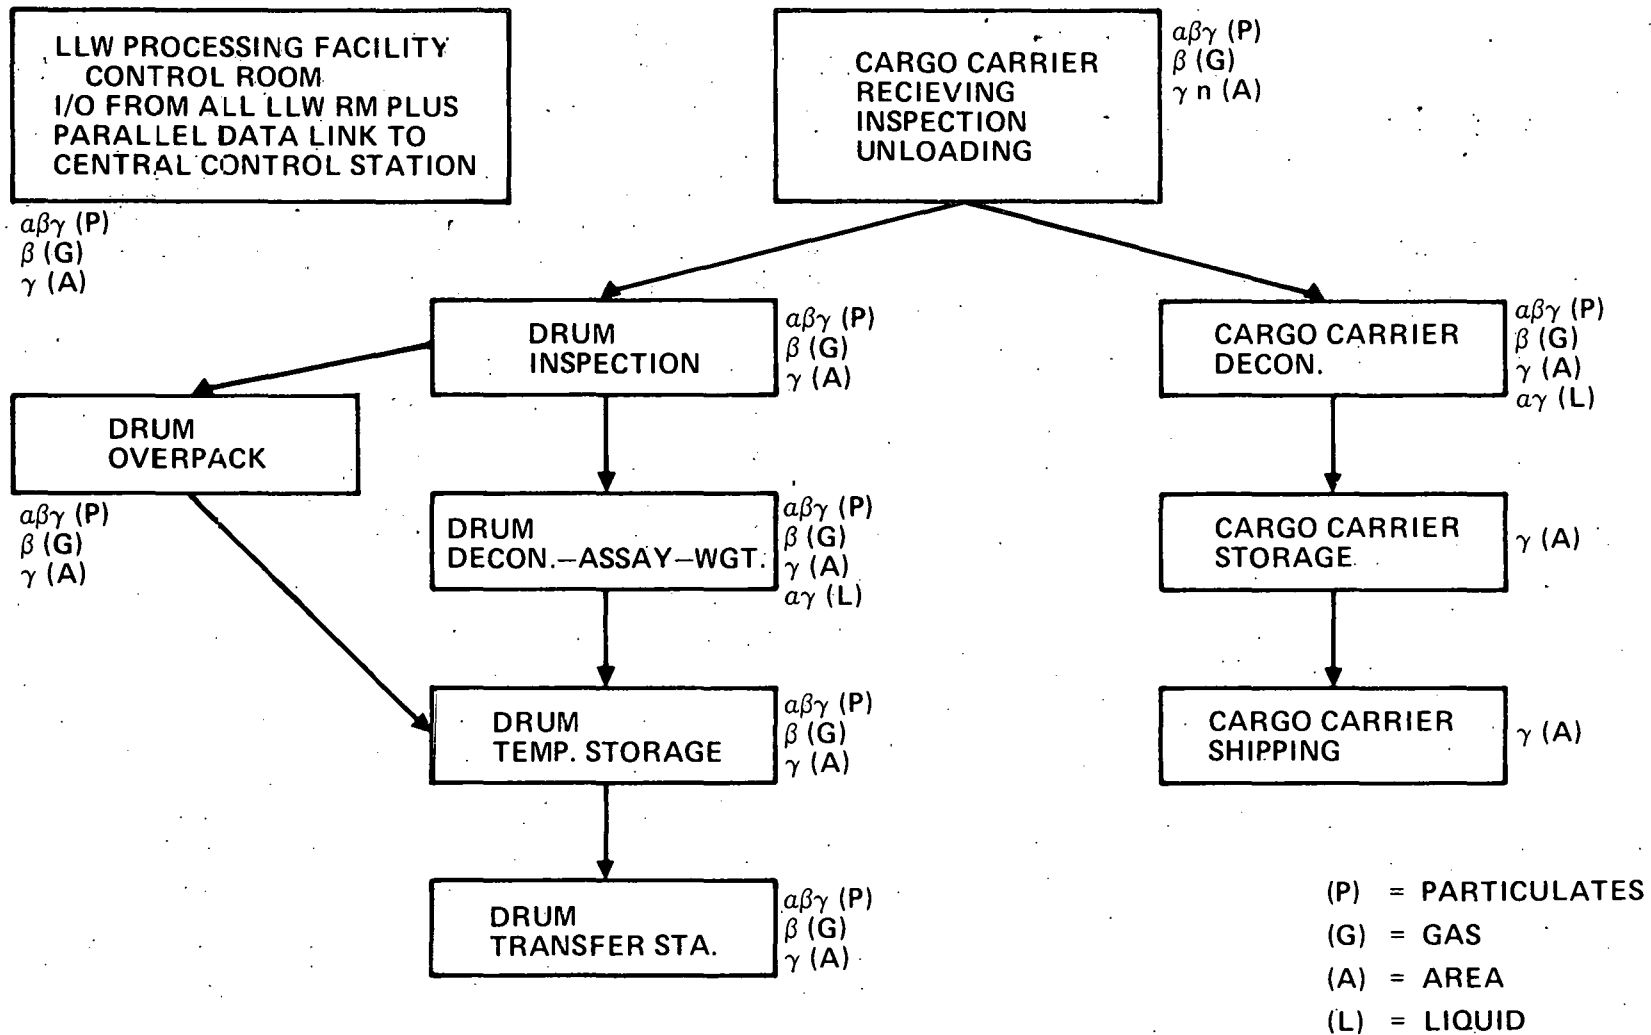 LLW PROCESSING FACILITY
CONTROL ROOM
I/O FROM ALL LLW RM PLUS
PARALLEL DATA LINK TO
CENTRAL CONTROL STATION
αβγ (P)
β (G)
γ (A)
CARGO CARRIER
RECIEVING
INSPECTION
UNLOADING
αβγ (P)
β (G)
γ n (A)
DRUM
INSPECTION
αβγ (P)
β (G)
γ (A)
CARGO CARRIER
DECON.
αβγ (P)
β (G)
γ (A)
αγ (L)
DRUM
OVERPACK
αβγ (P)
β (G)
γ (A)
DRUM
DECON.–ASSAY–WGT.
αβγ (P)
β (G)
γ (A)
αγ (L)
CARGO CARRIER
STORAGE
γ (A)
DRUM
TEMP. STORAGE
αβγ (P)
β (G)
γ (A)
CARGO CARRIER
SHIPPING
γ (A)
DRUM
TRANSFER STA.
αβγ (P)
β (G)
γ (A)
(P) = PARTICULATES
(G) = GAS
(A) = AREA
(L) = LIQUID